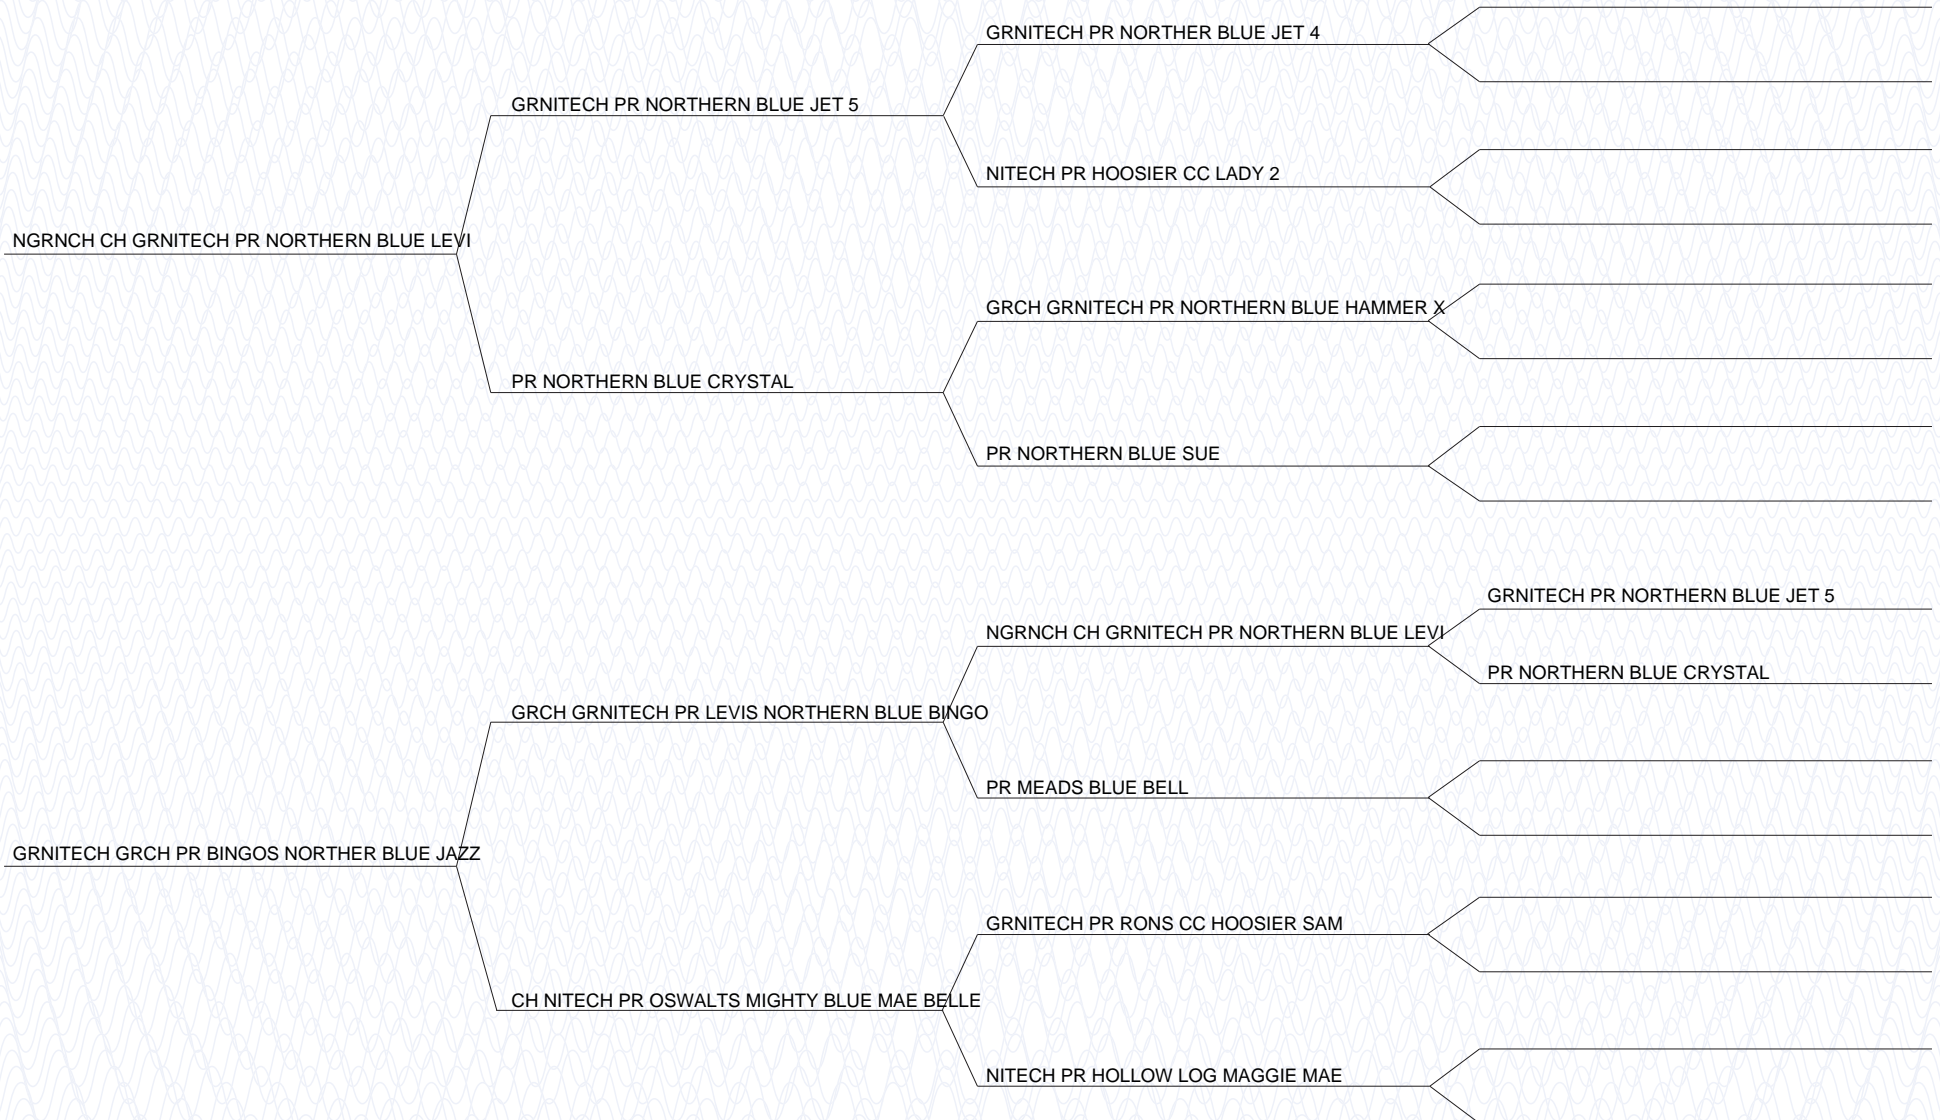 GRNITECH PR NORTHER BLUE JET 4
GRNITECH PR NORTHERN BLUE JET 5
NITECH PR HOOSIER CC LADY 2
NGRNCH CH GRNITECH PR NORTHERN BLUE LEVI
GRCH GRNITECH PR NORTHERN BLUE HAMMER X
PR NORTHERN BLUE CRYSTAL
PR NORTHERN BLUE SUE
GRNITECH PR NORTHERN BLUE JET 5
NGRNCH CH GRNITECH PR NORTHERN BLUE LEVI
PR NORTHERN BLUE CRYSTAL
GRCH GRNITECH PR LEVIS NORTHERN BLUE BINGO
PR MEADS BLUE BELL
GRNITECH GRCH PR BINGOS NORTHER BLUE JAZZ
GRNITECH PR RONS CC HOOSIER SAM
CH NITECH PR OSWALTS MIGHTY BLUE MAE BELLE
NITECH PR HOLLOW LOG MAGGIE MAE